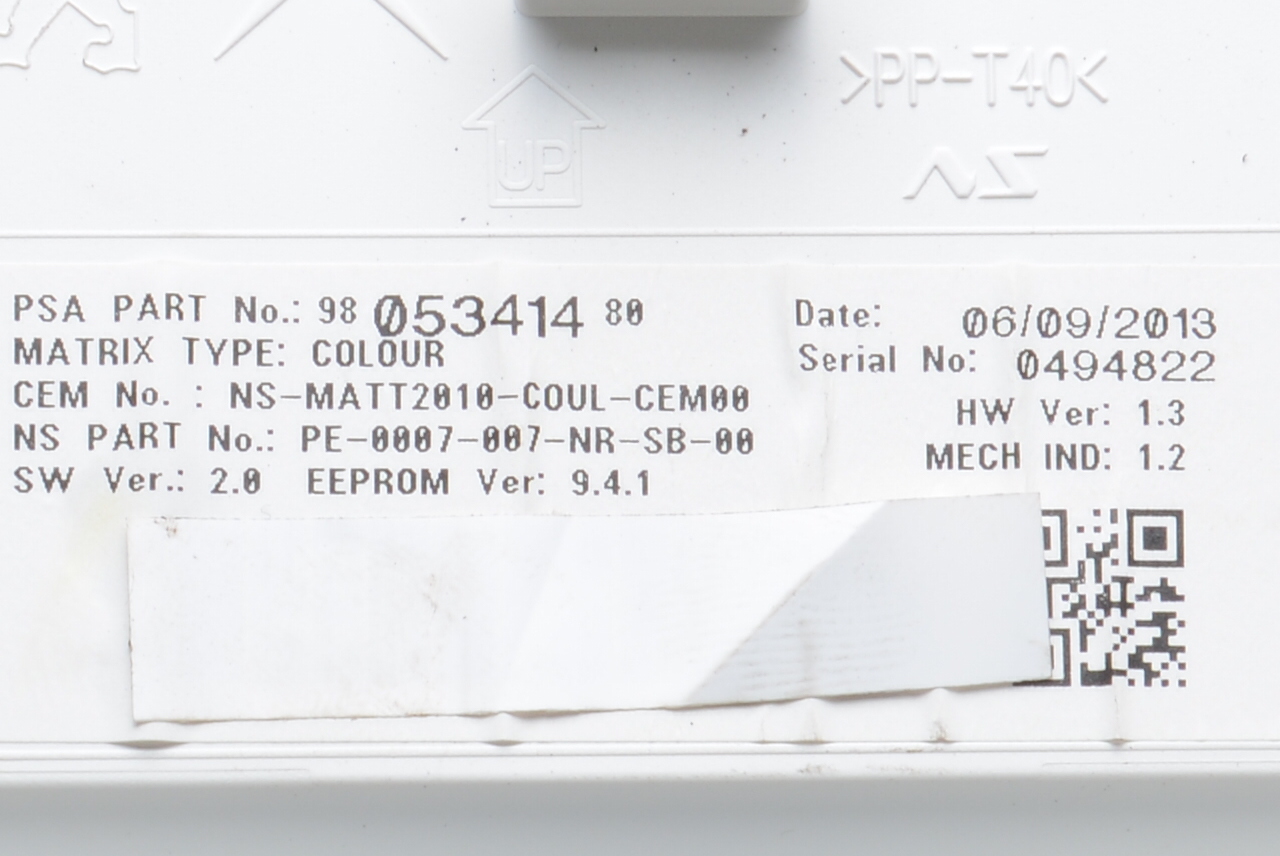 >PP-T40<
UP
NS
PSA PART No.: 98 053414 80
MATRIX TYPE: COLOUR
CEM No. : NS-MATT2010-COUL-CEM00
NS PART No.: PE-0007-007-NR-SB-00
SW Ver.: 2.0 EEPROM Ver: 9.4.1
Date: 06/09/2013
Serial No: 0494822
HW Ver: 1.3
MECH IND: 1.2